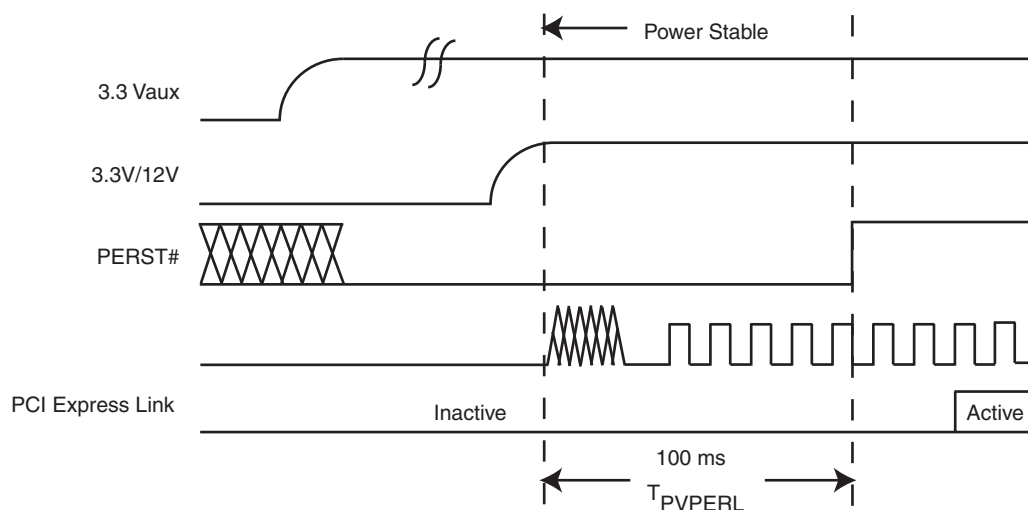 Power Stable
3.3 Vaux
3.3V/12V
PERST#
PCI Express Link
Inactive
Active
100 ms
TPVPERL